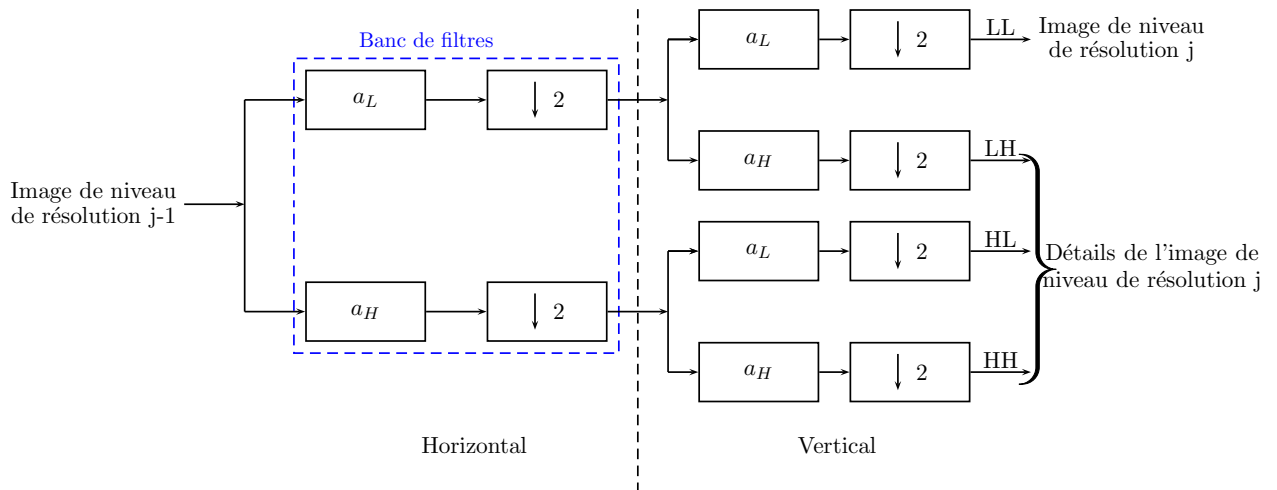 Banc de filtres
Image de niveau
de résolution j-1
a_L
↓ 2
a_H
↓ 2
a_L
↓ 2
LL
Image de niveau
de résolution j
a_H
↓ 2
LH
a_L
↓ 2
HL
a_H
↓ 2
HH
Détails de l'image de
niveau de résolution j
Horizontal
Vertical